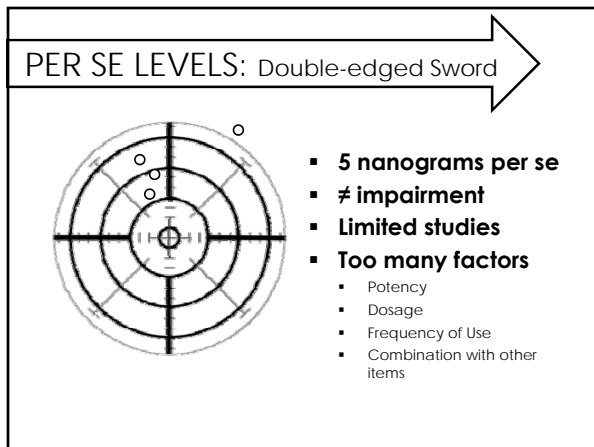 PER SE LEVELS: Double-edged Sword
▪ 5 nanograms per se
▪ ≠ impairment
▪ Limited studies
▪ Too many factors
▪ Potency
▪ Dosage
▪ Frequency of Use
▪ Combination with other
items